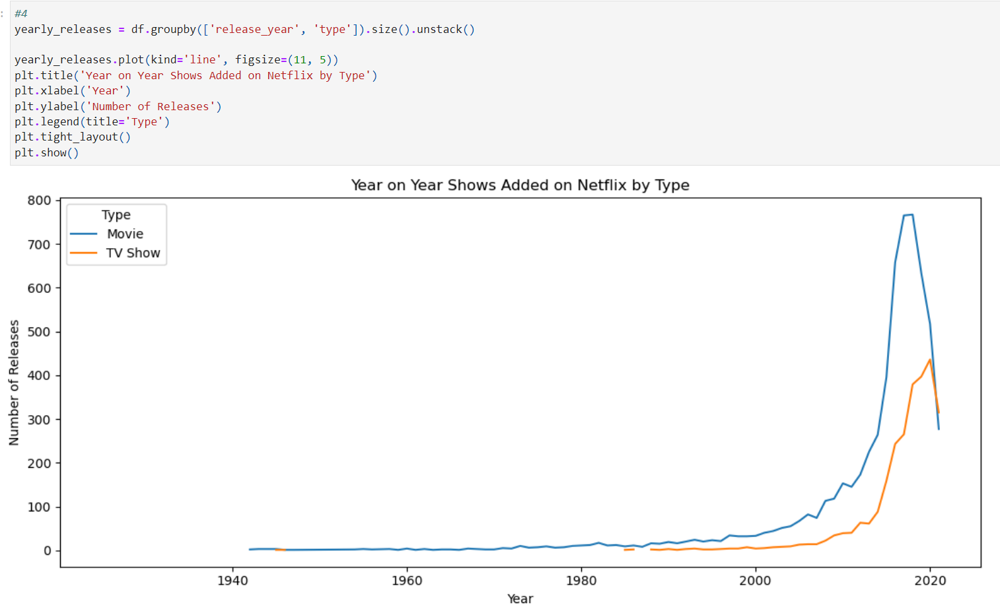 :
#4
yearly_releases = df.groupby(['release_year', 'type']).size().unstack()
yearly_releases.plot(kind='line', figsize=(11, 5))
plt.title('Year on Year Shows Added on Netflix by Type')
plt.xlabel('Year')
plt.ylabel('Number of Releases')
plt.legend(title='Type')
plt.tight_layout()
plt.show()
Year on Year Shows Added on Netflix by Type
Type
Movie
TV Show
800
700
600
500
400
300
200
100
0
Number of Releases
1940
1960
1980
2000
2020
Year